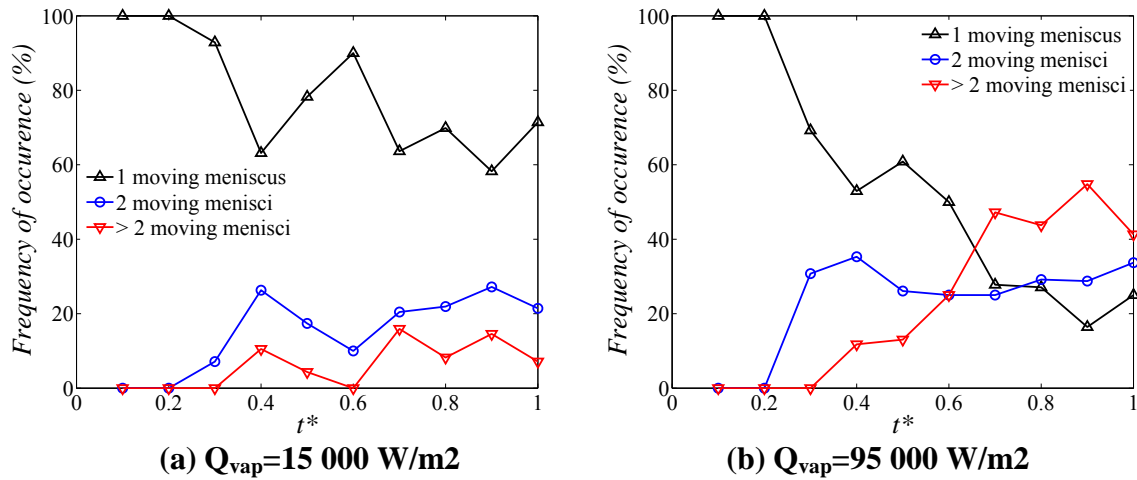 100
80
60
40
20
0
Frequency of occurence (%)
1 moving meniscus
2 moving menisci
> 2 moving menisci
0 0.2 0.4 0.6 0.8 1
t*
(a) Qvap=15 000 W/m2
100
80
60
40
20
0
Frequency of occurence (%)
1 moving meniscus
2 moving menisci
> 2 moving menisci
0 0.2 0.4 0.6 0.8 1
t*
(b) Qvap=95 000 W/m2